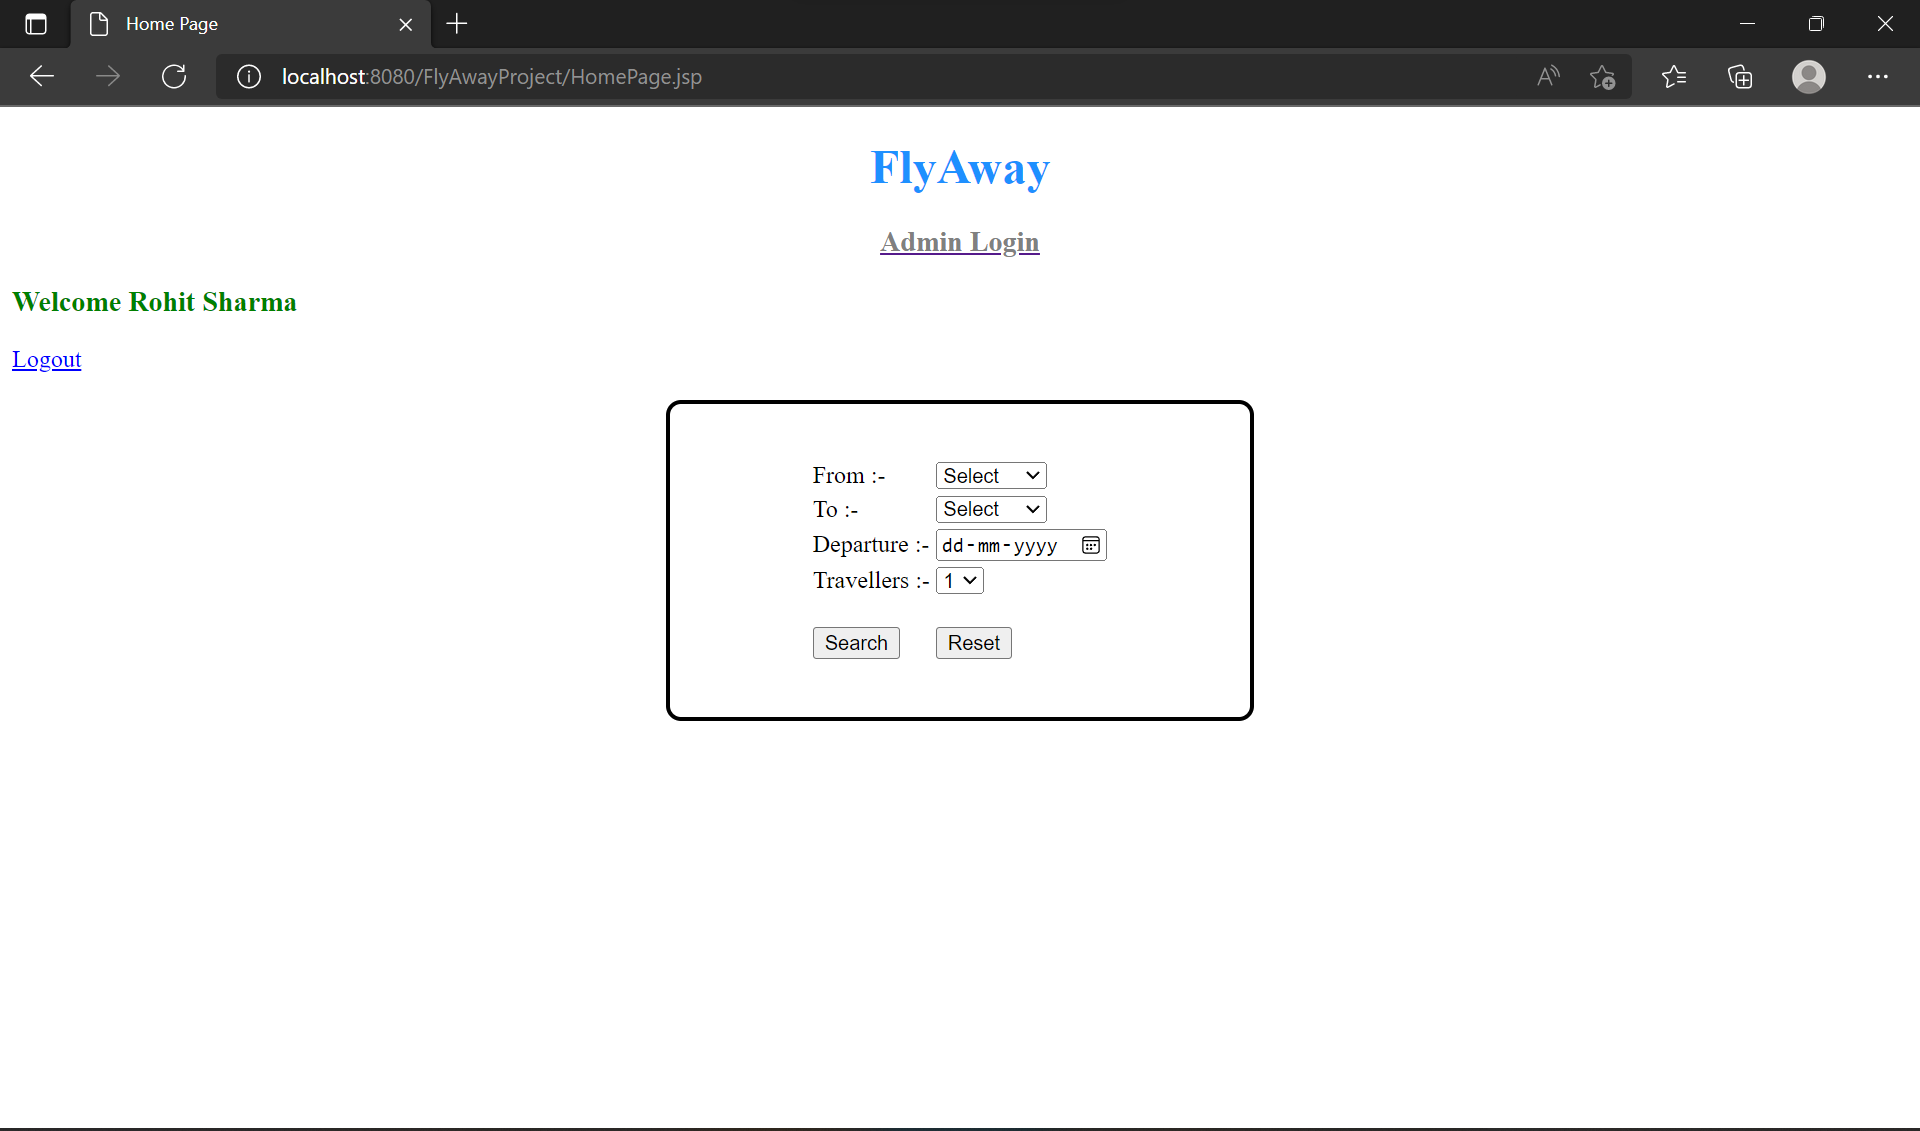 Home Page
localhost:8080/FlyAwayProject/HomePage.jsp
FlyAway
Admin Login
Welcome Rohit Sharma
Logout
From :- Select
To :- Select
Departure :- dd-mm-yyyy
Travellers :- 1
Search Reset